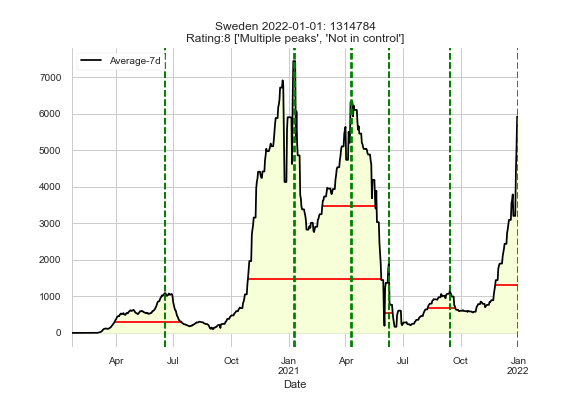 Sweden 2022-01-01: 1314784
Rating:8 ['Multiple peaks', 'Not in control']
Average-7d
7000
6000
5000
4000
3000
2000
1000
0
Apr Jul Oct Jan Apr Jul Oct Jan
2021 2022
Date